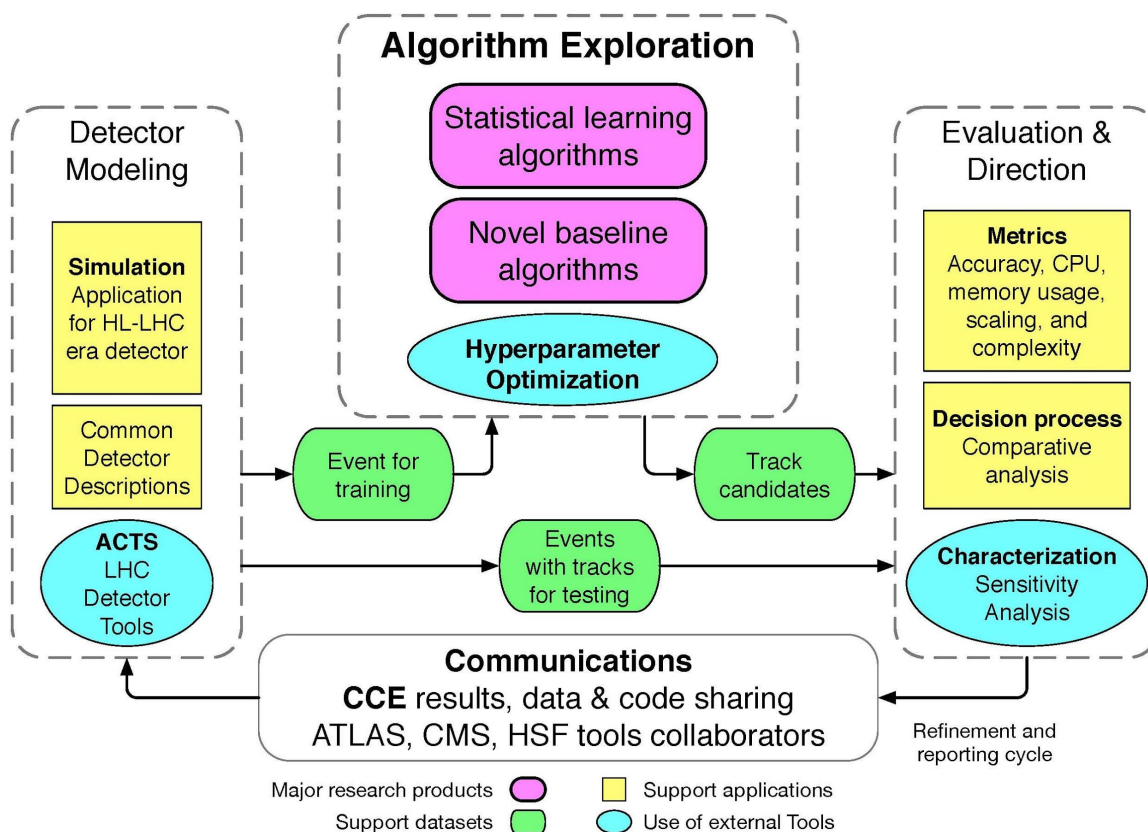 Algorithm Exploration
Statistical learning
algorithms
Novel baseline
algorithms
Hyperparameter
Optimization
Detector
Modeling
Simulation
Application
for HL-LHC
era detector
Common
Detector
Descriptions
ACTS
LHC
Detector
Tools
Event for
training
Track
candidates
Events
with tracks
for testing
Evaluation &
Direction
Metrics
Accuracy, CPU,
memory usage,
scaling, and
complexity
Decision process
Comparative
analysis
Characterization
Sensitivity
Analysis
Communications
CCE results, data & code sharing
ATLAS, CMS, HSF tools collaborators
Refinement and
reporting cycle
Major research products
Support applications
Support datasets
Use of external Tools